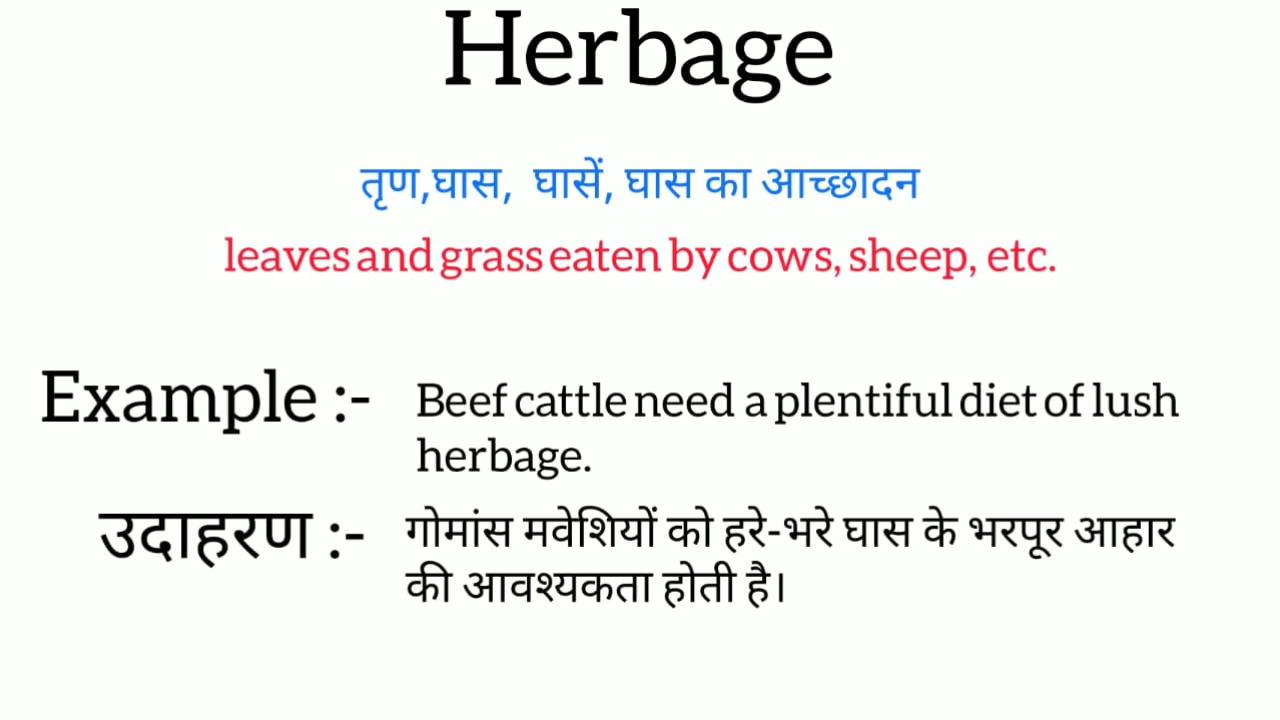 Herbage
तृण,घास, घासें, घास का आच्छादन
leaves and grass eaten by cows, sheep, etc.
Example :- Beef cattle need a plentiful diet of lush
herbage.
उदाहरण :- गोमांस मवेशियों को हरे-भरे घास के भरपूर आहार
की आवश्यकता होती है।